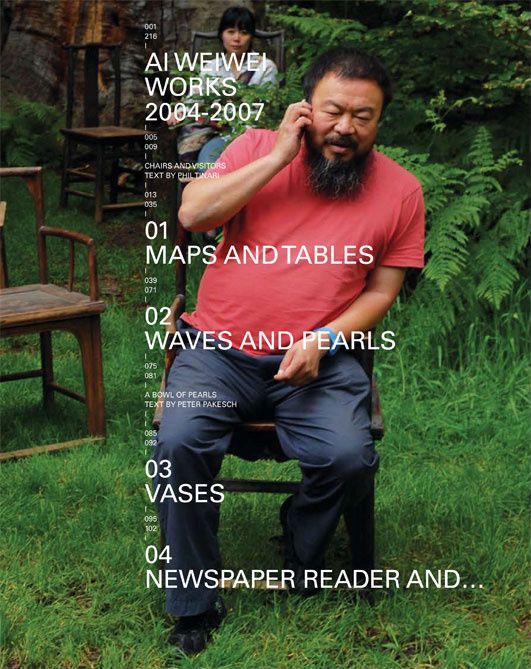 001
216
AI WEIWEI
WORKS
2004-2007
005
009
CHAIRS AND VISITORS
TEXT BY PHIL TINARI
013
035
01
MAPS AND TABLES
039
071
02
WAVES AND PEARLS
075
081
A BOWL OF PEARLS
TEXT BY PETER PAKESCH
085
092
03
VASES
095
102
04
NEWSPAPER READER AND...